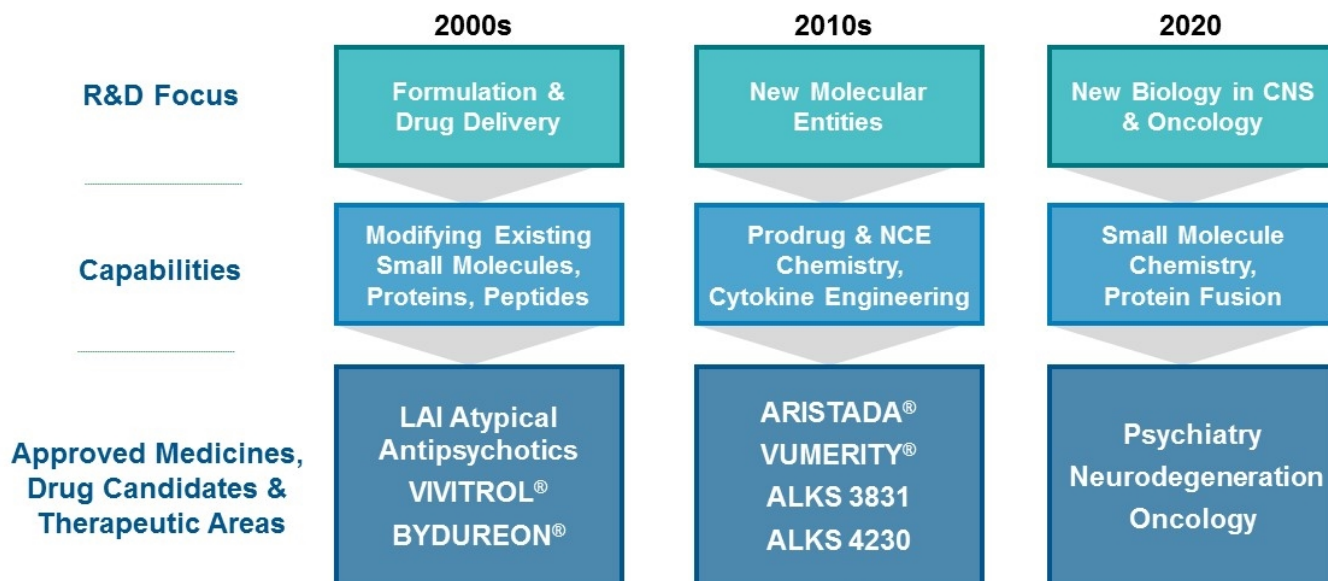 2000s
2010s
2020
R&D Focus
Formulation &
Drug Delivery
New Molecular
Entities
New Biology in CNS
& Oncology
Capabilities
Modifying Existing
Small Molecules,
Proteins, Peptides
Prodrug & NCE
Chemistry,
Cytokine Engineering
Small Molecule
Chemistry,
Protein Fusion
Approved Medicines,
Drug Candidates &
Therapeutic Areas
LAI Atypical
Antipsychotics
VIVITROL®
BYDUREON®
ARISTADA®
VUMERITY®
ALKS 3831
ALKS 4230
Psychiatry
Neurodegeneration
Oncology